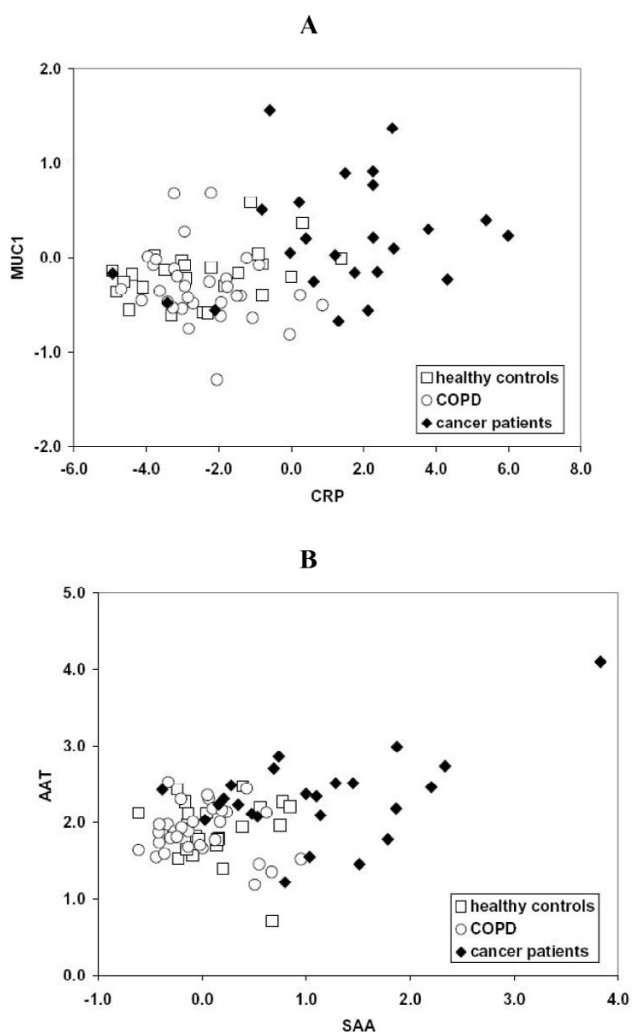 A
2.0
1.0
0.0
-1.0
-2.0
MUC1
healthy controls
COPD
cancer patients
-6.0 -4.0 -2.0 0.0 2.0 4.0 6.0 8.0
CRP
B
5.0
4.0
3.0
2.0
1.0
0.0
AAT
healthy controls
COPD
cancer patients
-1.0 0.0 1.0 2.0 3.0 4.0
SAA